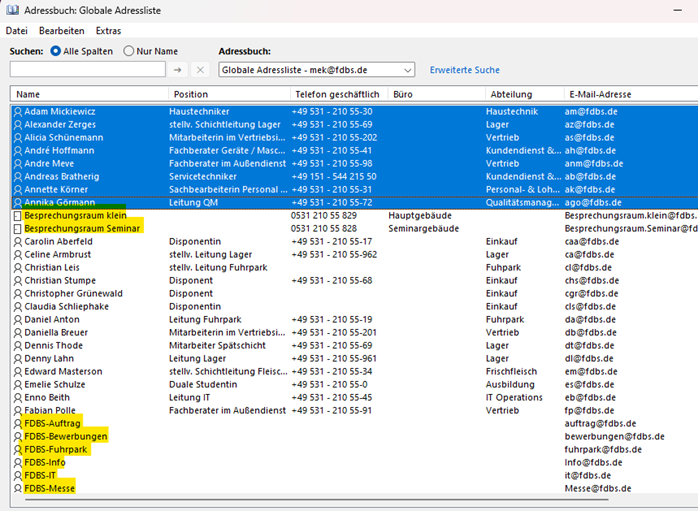 Adressbuch: Globale Adressliste
Datei Bearbeiten Extras
Suchen: Alle Spalten Nur Name Adressbuch:
Globale Adressliste - mek@fdbs.de Erweiterte Suche
Name Position Telefon geschäftlich Büro Abteilung E-Mail-Adresse
Adam Mickiewicz Haustechniker +49 531 - 210 55-30 Haustechnik am@fdbs.de
Alexander Zerges stellv. Schichtleitung Lager +49 531 - 210 55-69 Lager az@fdbs.de
Alicia Schünemann Mitarbeiterin im Vertriebsi... +49 531 - 210 55-202 Vertrieb as@fdbs.de
André Hoffmann Fachberater Geräte / Masc... +49 531 - 210 55-41 Kundendienst &... ah@fdbs.de
Andre Meve Fachberater im Außendienst +49 531 - 210 55-98 Vertrieb anm@fdbs.de
Andreas Bratherig Servicetechniker +49 151 - 544 215 50 Kundendienst &... ab@fdbs.de
Annette Körner Sachbearbeiterin Personal ... +49 531 - 210 55-31 Personal- & Loh... ak@fdbs.de
Annika Görmann Leitung QM +49 531 - 210 55-72 Qualitätsmanag... ago@fdbs.de
Besprechungsraum klein 0531 210 55 829 Hauptgebäude Besprechungsraum.klein@fdbs.
Besprechungsraum Seminar 0531 210 55 828 Seminargebäude Besprechungsraum.Seminar@fd
Carolin Aberfeld Disponentin +49 531 - 210 55-17 Einkauf caa@fdbs.de
Celine Armbrust stellv. Leitung Lager +49 531 - 210 55-962 Lager ca@fdbs.de
Christian Leis stellv. Leitung Fuhrpark Fuhrpark cl@fdbs.de
Christian Stumpe Disponent +49 531 - 210 55-68 Einkauf chs@fdbs.de
Christopher Grünewald Disponent Einkauf cgr@fdbs.de
Claudia Schliephake Disponentin Einkauf cls@fdbs.de
Daniel Anton Leitung Fuhrpark +49 531 - 210 55-19 Fuhrpark da@fdbs.de
Daniella Breuer Mitarbeiterin im Vertriebsi... +49 531 - 210 55-201 Vertrieb db@fdbs.de
Dennis Thode Mitarbeiter Spätschicht +49 531 - 210 55-69 Lager dt@fdbs.de
Denny Lahn Leitung Lager +49 531 - 210 55-961 Lager dl@fdbs.de
Edward Masterson stellv. Schichtleitung Fleisc... +49 531 - 210 55-34 Frischfleisch em@fdbs.de
Emelie Schulze Duale Studentin +49 531 - 210 55-0 Ausbildung es@fdbs.de
Enno Beith Leitung IT +49 531 - 210 55-45 IT Operations eb@fdbs.de
Fabian Polle Fachberater im Außendienst +49 531 - 210 55-91 Vertrieb fp@fdbs.de
FDBS-Auftrag auftrag@fdbs.de
FDBS-Bewerbungen bewerbungen@fdbs.de
FDBS-Fuhrpark fuhrpark@fdbs.de
FDBS-Info Info@fdbs.de
FDBS-IT it@fdbs.de
FDBS-Messe Messe@fdbs.de